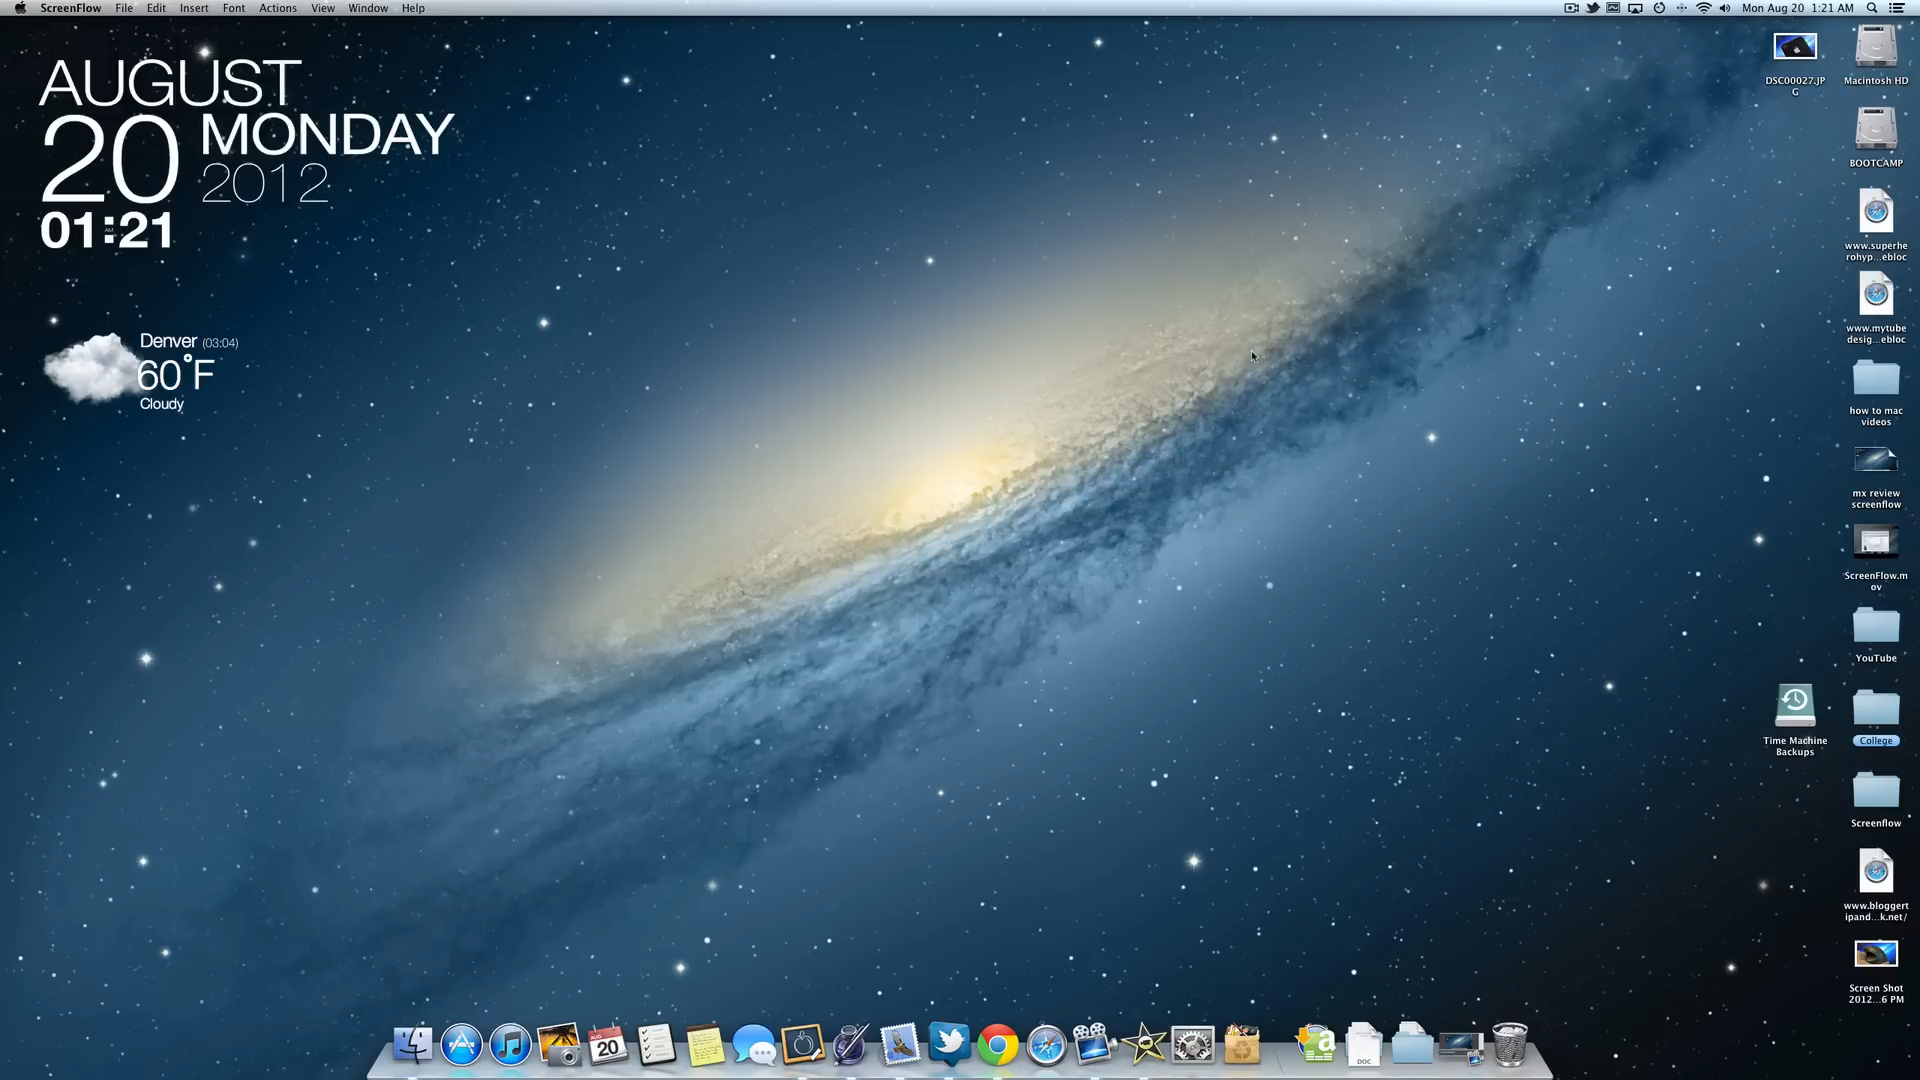 ScreenFlow File Edit Insert Font Actions View Window Help
Mon Aug 20 1:21 AM
AUGUST
20 MONDAY
2012
01:21
AM
Denver (03:04)
60°F
Cloudy
DSC00027.JP
G
Macintosh HD
BOOTCAMP
www.superhe
rohyp...ebloc
www.mytube
desig...ebloc
how to mac
videos
mx review
screenflow
ScreenFlow.m
ov
YouTube
Time Machine
Backups
College
Screenflow
www.bloggert
ipand...k.net/
Screen Shot
2012...6 PM
AUG
20
a
DOC